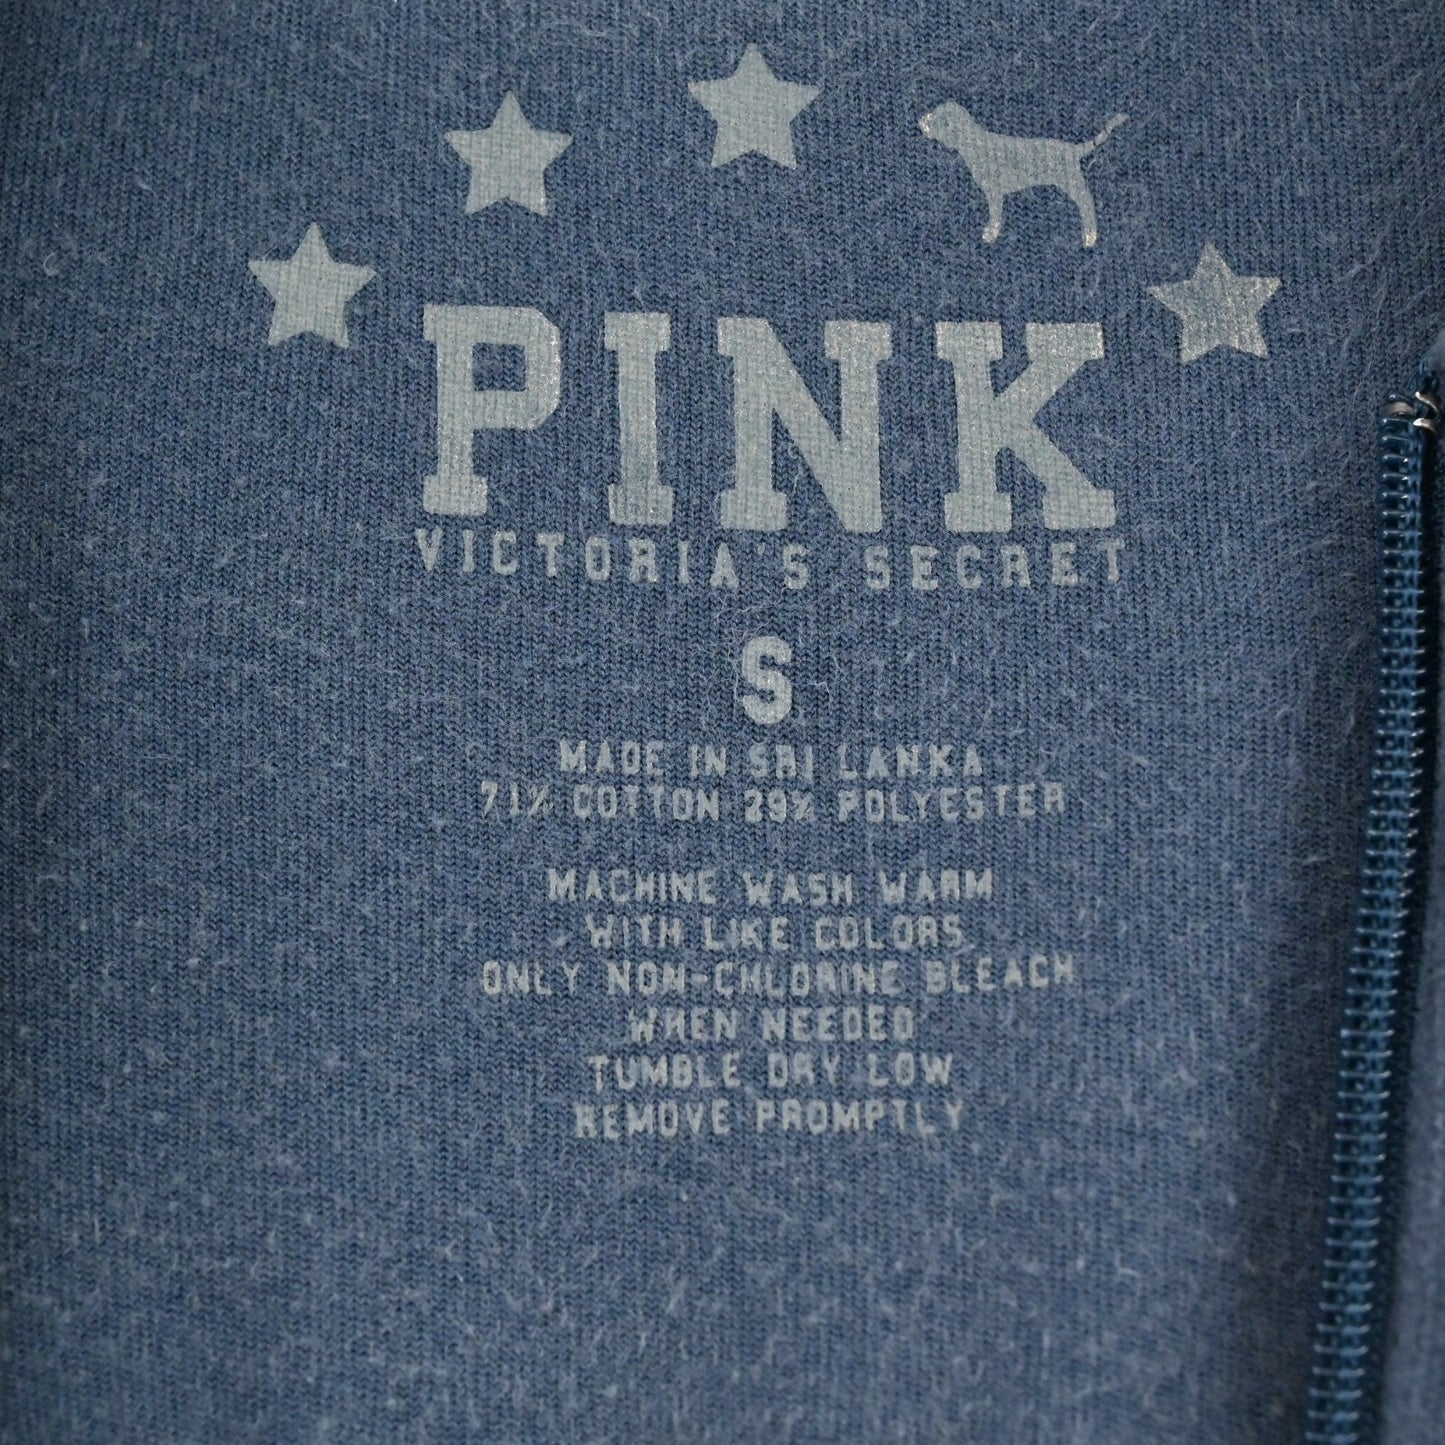 PINK
VICTORIA'S SECRET
S
MADE IN SRI LANKA
71% COTTON 29% POLYESTER
MACHINE WASH WARM
WITH LIKE COLORS
ONLY NON-CHLORINE BLEACH
WHEN NEEDED
TUMBLE DRY LOW
REMOVE PROMPTLY